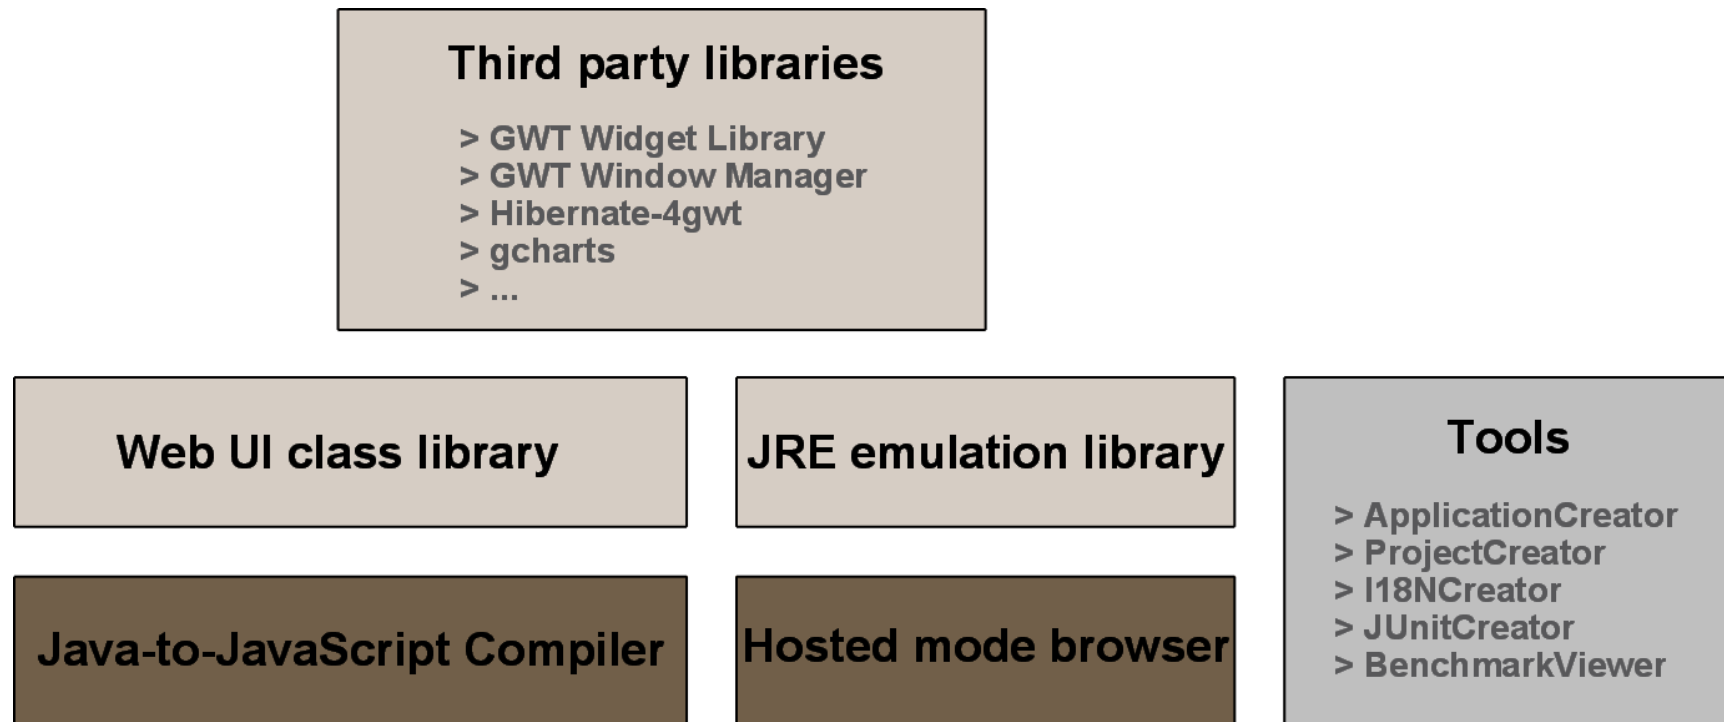 Third party libraries
> GWT Widget Library
> GWT Window Manager
> Hibernate-4gwt
> gcharts
> ...
Web UI class library
JRE emulation library
Tools
> ApplicationCreator
> ProjectCreator
> I18NCreator
> JUnitCreator
> BenchmarkViewer
Java-to-JavaScript Compiler
Hosted mode browser